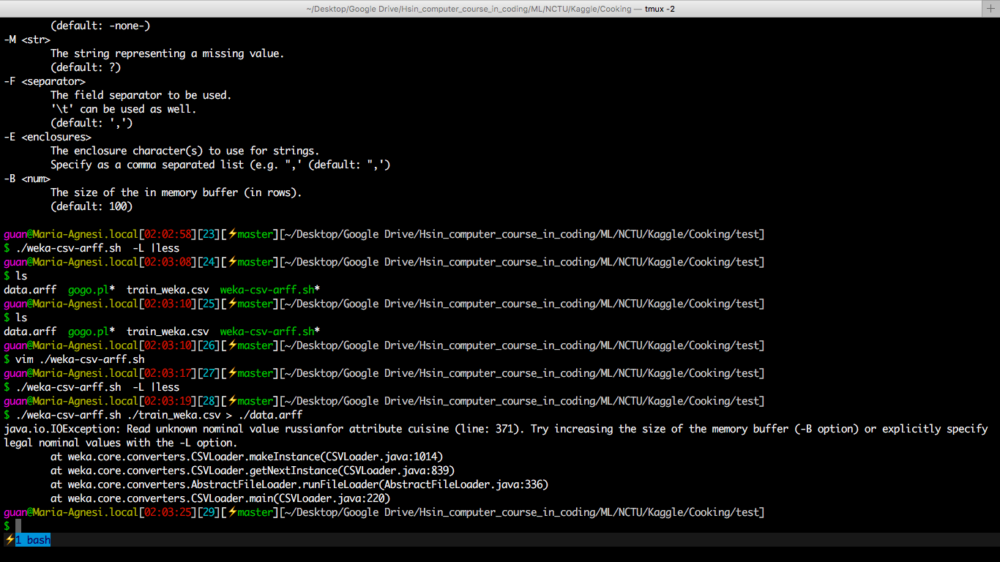 ~/Desktop/Google Drive/Hsin_computer_course_in_coding/ML/NCTU/Kaggle/Cooking — tmux -2
(default: -none-)
-M <str>
The string representing a missing value.
(default: ?)
-F <separator>
The field separator to be used.
'\t' can be used as well.
(default: ',')
-E <enclosures>
The enclosure character(s) to use for strings.
Specify as a comma separated list (e.g. ",' (default: ",')
-B <num>
The size of the in memory buffer (in rows).
(default: 100)
guan@Maria-Agnesi.local[02:02:58][23][⚡master][~/Desktop/Google Drive/Hsin_computer_course_in_coding/ML/NCTU/Kaggle/Cooking/test]
$ ./weka-csv-arff.sh  -L |less
guan@Maria-Agnesi.local[02:03:08][24][⚡master][~/Desktop/Google Drive/Hsin_computer_course_in_coding/ML/NCTU/Kaggle/Cooking/test]
$ ls
data.arff  gogo.pl*  train_weka.csv  weka-csv-arff.sh*
guan@Maria-Agnesi.local[02:03:10][25][⚡master][~/Desktop/Google Drive/Hsin_computer_course_in_coding/ML/NCTU/Kaggle/Cooking/test]
$ ls
data.arff  gogo.pl*  train_weka.csv  weka-csv-arff.sh*
guan@Maria-Agnesi.local[02:03:10][26][⚡master][~/Desktop/Google Drive/Hsin_computer_course_in_coding/ML/NCTU/Kaggle/Cooking/test]
$ vim ./weka-csv-arff.sh
guan@Maria-Agnesi.local[02:03:17][27][⚡master][~/Desktop/Google Drive/Hsin_computer_course_in_coding/ML/NCTU/Kaggle/Cooking/test]
$ ./weka-csv-arff.sh  -L |less
guan@Maria-Agnesi.local[02:03:19][28][⚡master][~/Desktop/Google Drive/Hsin_computer_course_in_coding/ML/NCTU/Kaggle/Cooking/test]
$ ./weka-csv-arff.sh ./train_weka.csv > ./data.arff
java.io.IOException: Read unknown nominal value russianfor attribute cuisine (line: 371). Try increasing the size of the memory buffer (-B option) or explicitly specify
legal nominal values with the -L option.
at weka.core.converters.CSVLoader.makeInstance(CSVLoader.java:1014)
at weka.core.converters.CSVLoader.getNextInstance(CSVLoader.java:839)
at weka.core.converters.AbstractFileLoader.runFileLoader(AbstractFileLoader.java:336)
at weka.core.converters.CSVLoader.main(CSVLoader.java:220)
guan@Maria-Agnesi.local[02:03:25][29][⚡master][~/Desktop/Google Drive/Hsin_computer_course_in_coding/ML/NCTU/Kaggle/Cooking/test]
$
⚡1 bash